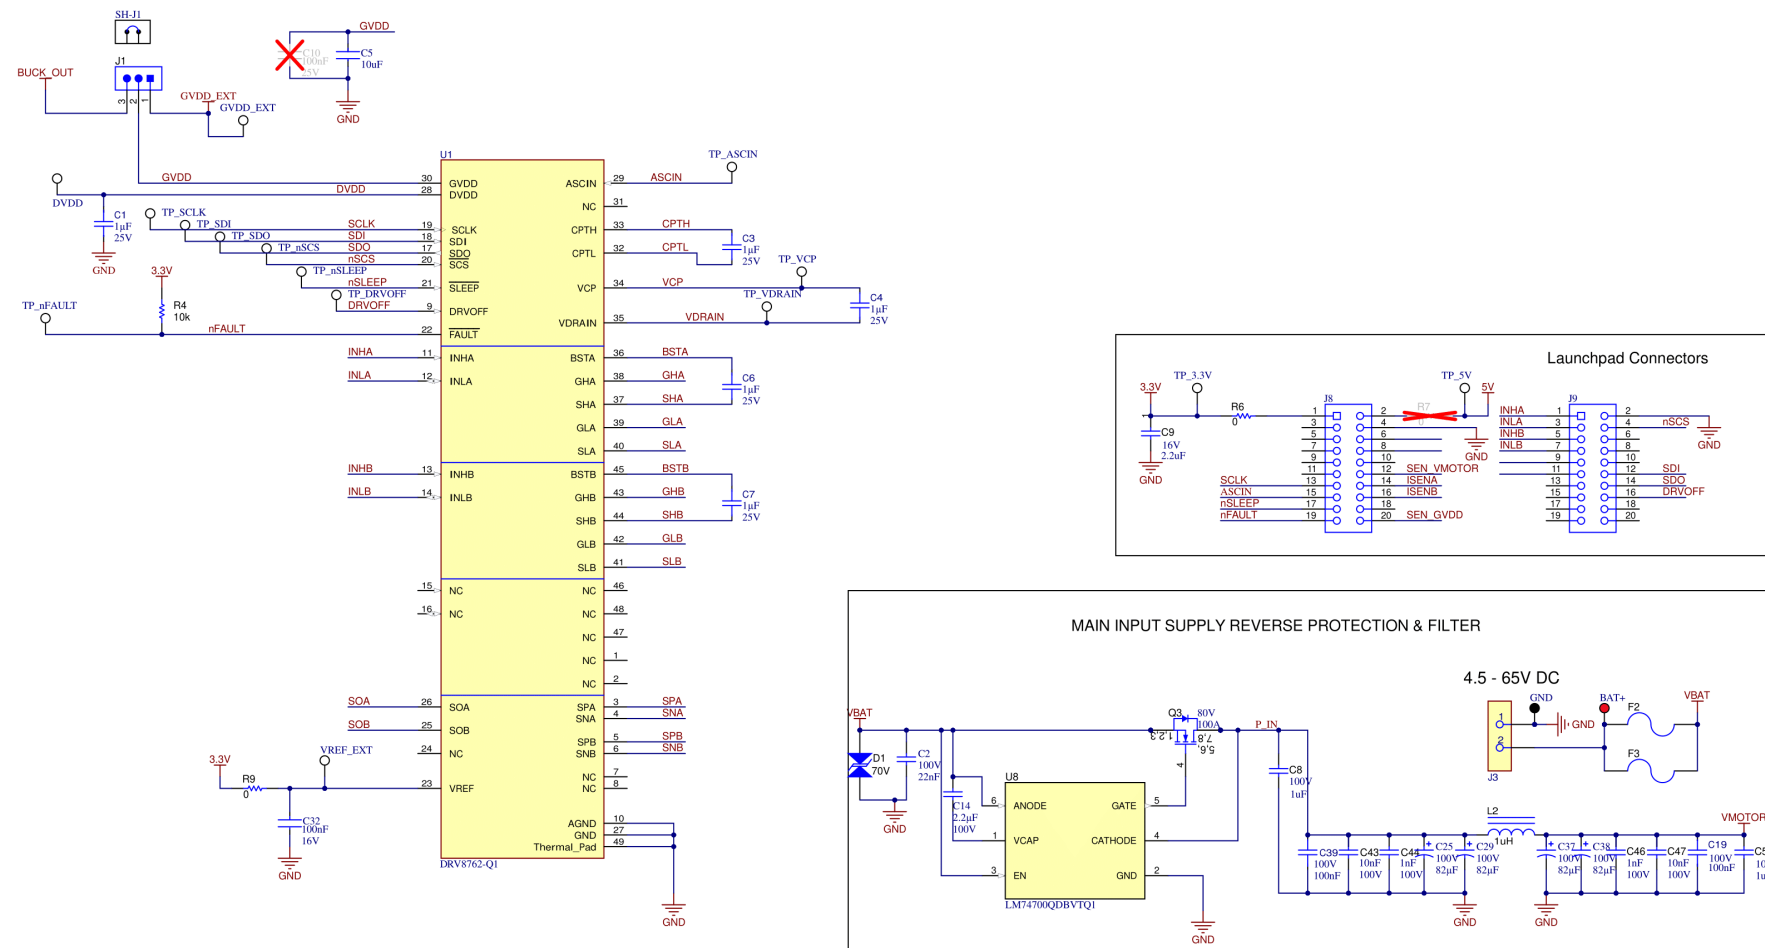 SH-J1
J1
BUCK_OUT
3
2
1
GVDD_EXT
GVDD_EXT
GVDD
C10
100nF
25V
C5
10uF
GND
U1
DVDD
GVDD
DVDD
C1
1µF
25V
GND
TP_SCLK
TP_SDI
TP_SDO
TP_nSCS
TP_nSLEEP
TP_DRVOFF
SCLK
SDI
SDO
nSCS
nSLEEP
DRVOFF
3.3V
R4
10k
TP_nFAULT
nFAULT
INHA
INLA
INHB
INLB
SOA
SOB
3.3V
R9
0
VREF_EXT
C32
100nF
16V
GND
30 GVDD
28 DVDD
19 SCLK
18 SDI
17 SDO
20 SCS
21 SLEEP
9 DRVOFF
22 FAULT
11 INHA
12 INLA
13 INHB
14 INLB
15 NC
16 NC
26 SOA
25 SOB
24 NC
23 VREF
ASCIN 29 ASCIN
NC 31
CPTH 33 CPTH
CPTL 32 CPTL
VCP 34 VCP
VDRAIN 35 VDRAIN
BSTA 36 BSTA
GHA 38 GHA
SHA 37 SHA
GLA 39 GLA
SLA 40 SLA
BSTB 45 BSTB
GHB 43 GHB
SHB 44 SHB
GLB 42 GLB
SLB 41 SLB
NC 46
NC 48
NC 47
NC 1
NC 2
SPA 3 SPA
SNA 4 SNA
SPB 5 SPB
SNB 6 SNB
NC 7
NC 8
AGND 10
GND 27
Thermal_Pad 49
DRV8762-Q1
GND
TP_ASCIN
C3
1µF
25V
TP_VCP
TP_VDRAIN
C4
1µF
25V
C6
1µF
25V
C7
1µF
25V
Launchpad Connectors
3.3V
TP_3.3V
1
C9
16V
2.2uF
GND
R6
0
J8
1 2
3 4
5 6
7 8
9 10
11 12 SEN_VMOTOR
SCLK 13 14 ISENA
ASCIN 15 16 ISENB
nSLEEP 17 18
nFAULT 19 20 SEN_GVDD
R7
0
TP_5V
5V
GND
J9
INHA 1 2
INLA 3 4 nSCS
INHB 5 6
INLB 7 8
9 10
11 12 SDI
13 14 SDO
15 16 DRVOFF
17 18
19 20
GND
MAIN INPUT SUPPLY REVERSE PROTECTION & FILTER
4.5 - 65V DC
GND
BAT+
VBAT
1
2
J3
GND
F2
F3
VBAT
D1
70V
C2
100V
22nF
GND
C14
2.2µF
100V
Q3
80V
100A
1,2,3
7,8
5,6,
4
P_IN
U8
6 ANODE
1 VCAP
3 EN
GATE 5
CATHODE 4
GND 2
LM74700QDBVTQ1
GND
C8
100V
1uF
C39
100V
100nF
C43
10nF
100V
C44
1nF
100V
C25
100V
82µF
C29
100V
82µF
GND
L2
1uH
C37
100V
82µF
C38
100V
82µF
C46
1nF
100V
C47
10nF
100V
C19
100V
100nF
VMOTOR
GND